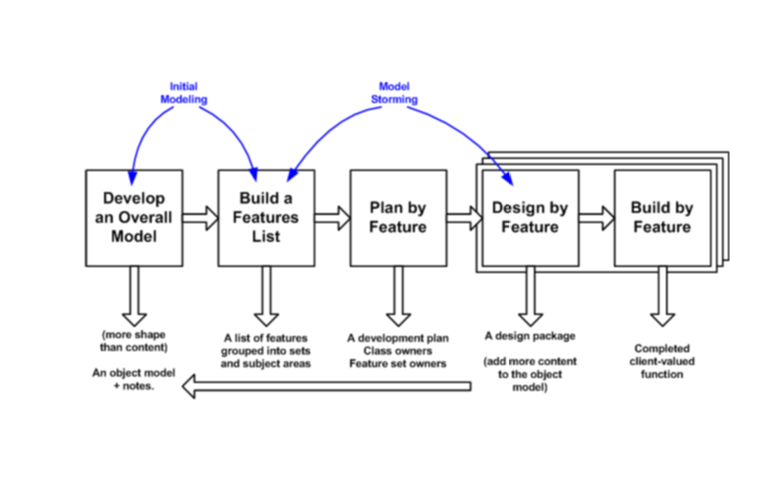 Initial
Modeling
Model
Storming
Develop
an Overall
Model
Build a
Features
List
Plan by
Feature
Design by
Feature
Build by
Feature
(more shape
than content)
An object model
+ notes.
A list of features
grouped into sets
and subject areas
A development plan
Class owners
Feature set owners
A design package
(add more content
to the object
model)
Completed
client-valued
function